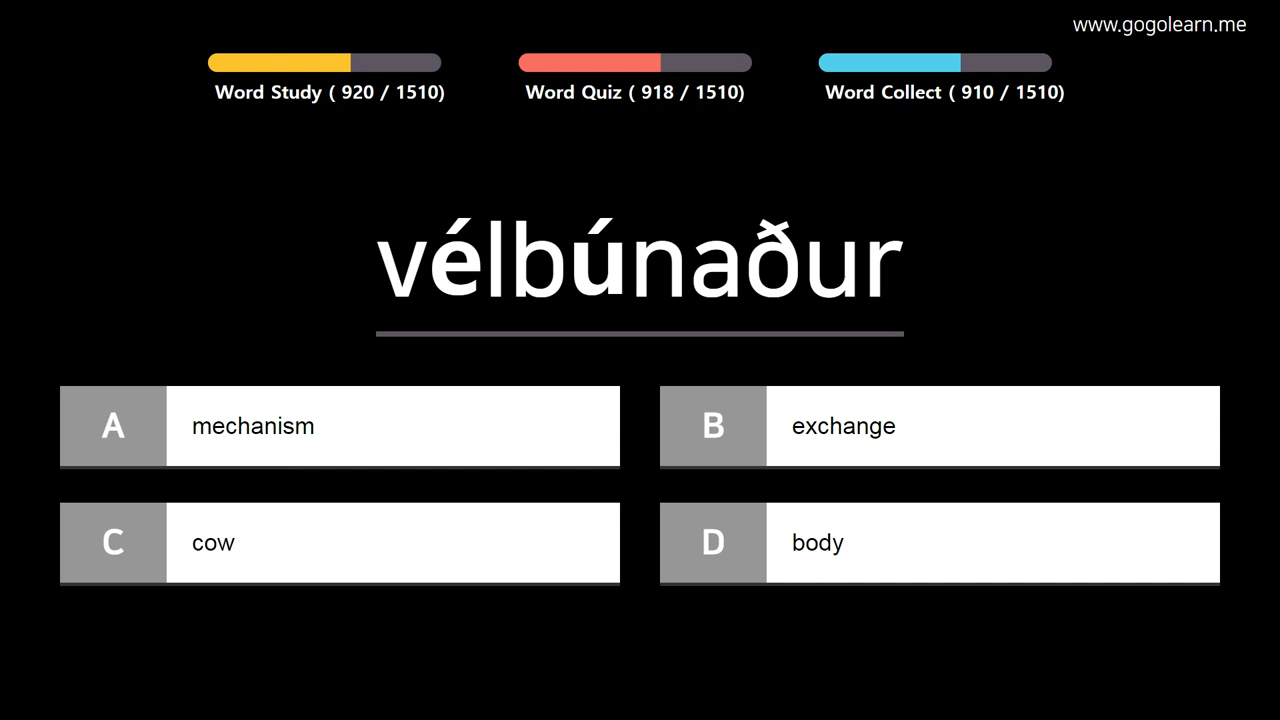 www.gogolearn.me
Word Study ( 920 / 1510)
Word Quiz ( 918 / 1510)
Word Collect ( 910 / 1510)
vélbúnaður
A mechanism
B exchange
C cow
D body